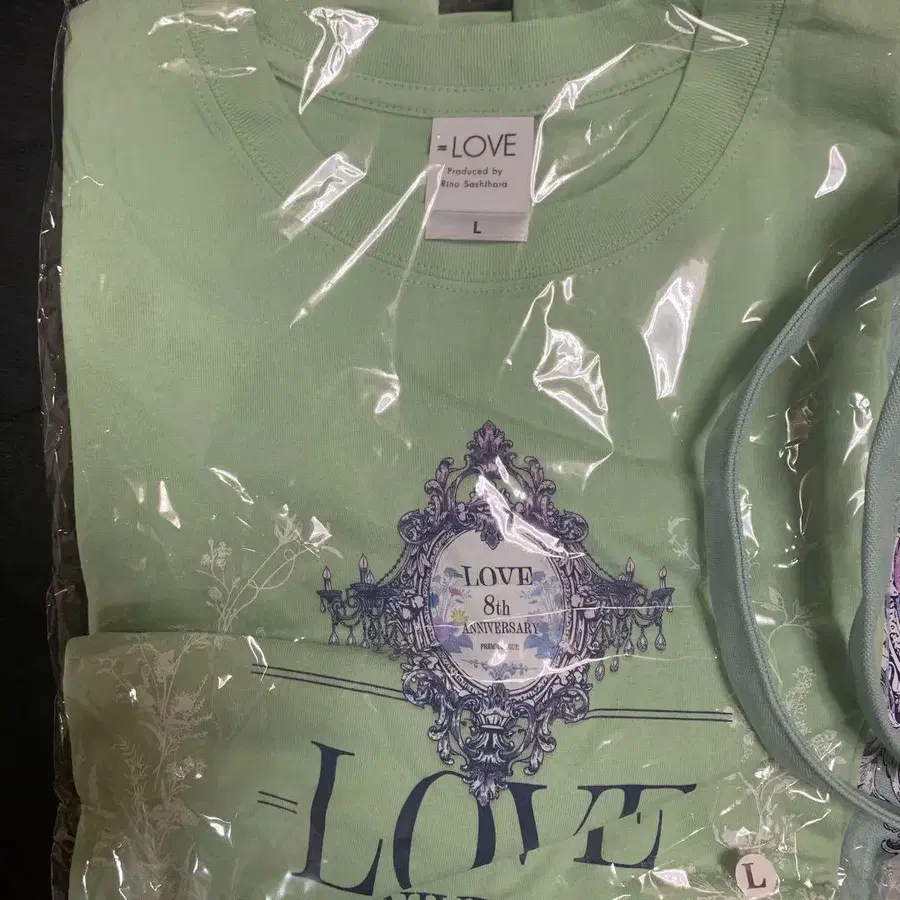 =LOVE
Produced by
Rino Sashihara
L
=LOVE
8th
ANNIVERSARY
=LOVE
L